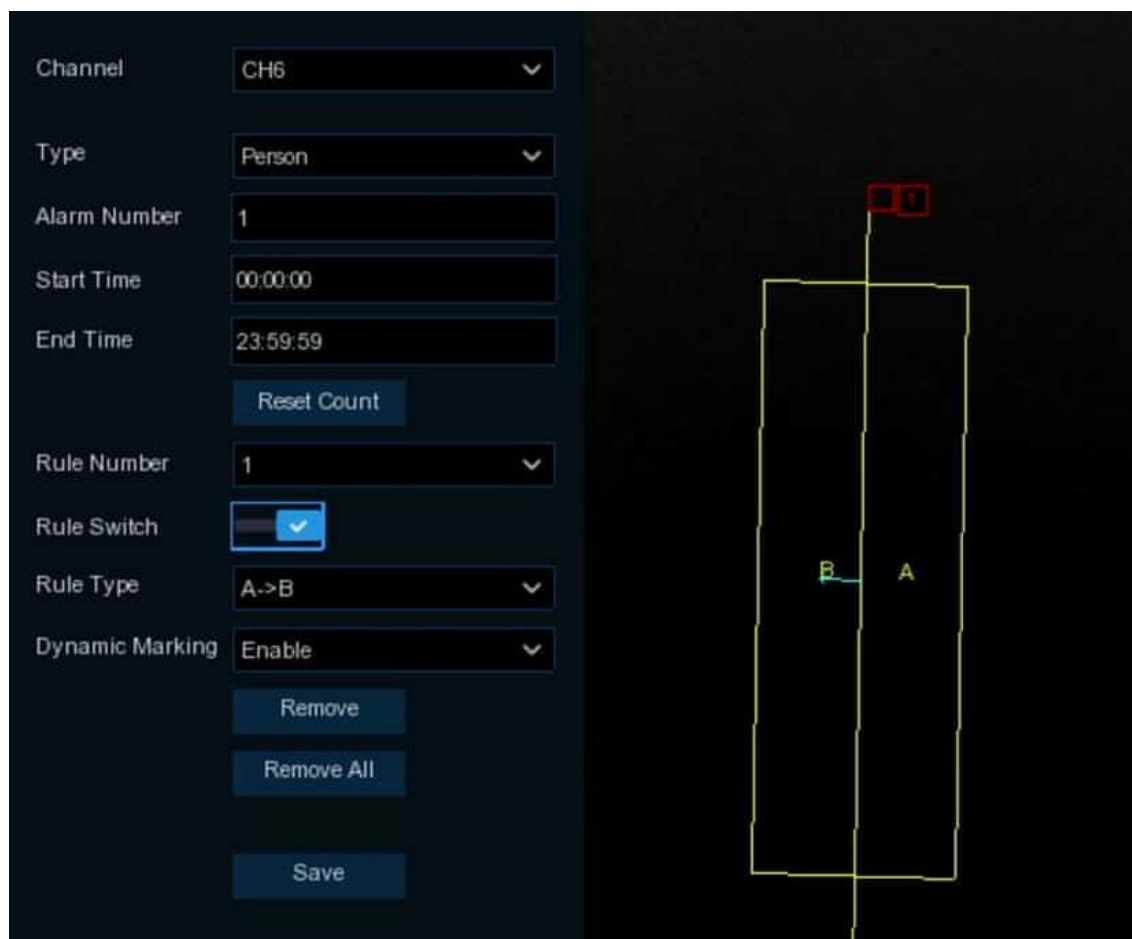 Channel CH6
Type Person
Alarm Number 1
Start Time 00:00:00
End Time 23:59:59
Reset Count
Rule Number 1
Rule Switch
Rule Type A->B
Dynamic Marking Enable
Remove
Remove All
Save
1
B A